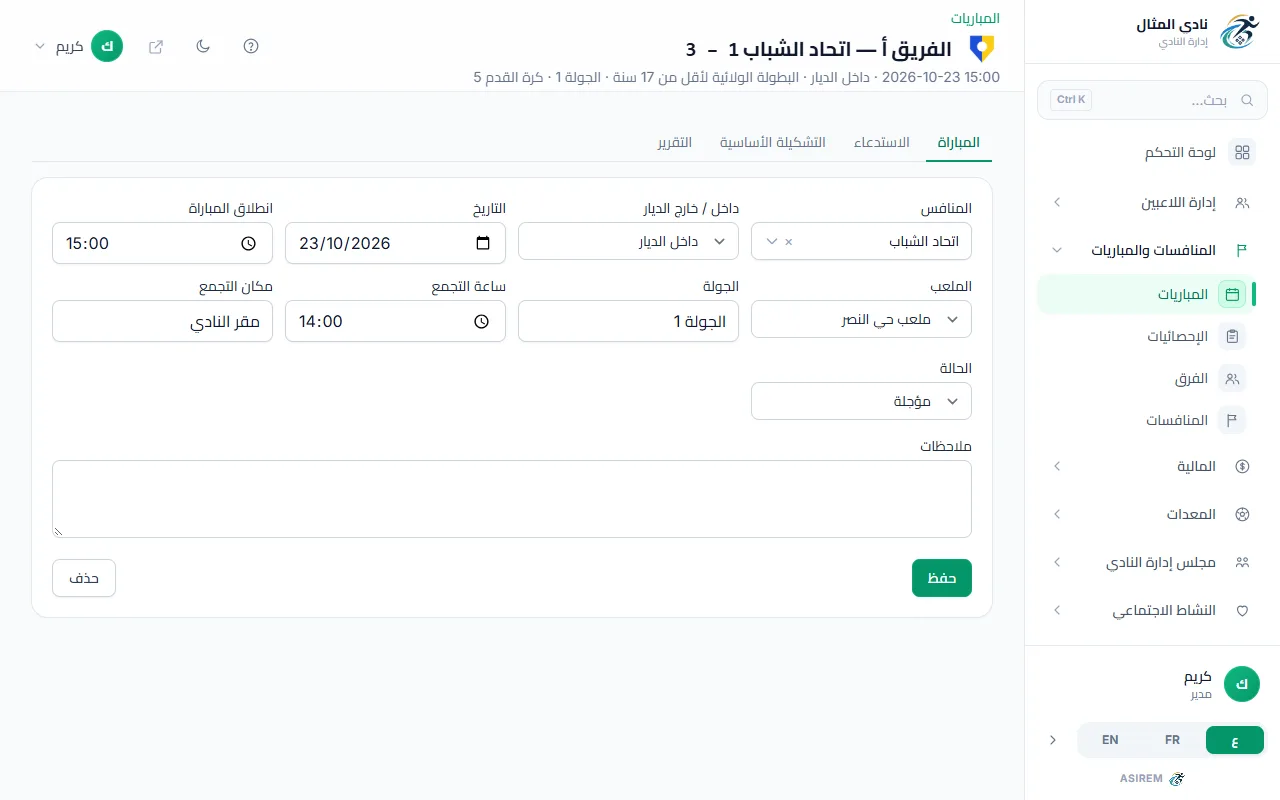 نادي المثال
إدارة النادي
بحث...
Ctrl K
لوحة التحكم
إدارة اللاعبين
المنافسات والمباريات
المباريات
الإحصائيات
الفرق
المنافسات
المالية
المعدات
مجلس إدارة النادي
النشاط الاجتماعي
ك
كريم
مدير
ع
FR
EN
ASIREM
المباريات
الفريق أ — اتحاد الشباب 1 – 3
15:00 23-10-2026 · داخل الديار · البطولة الولائية لأقل من 17 سنة · الجولة 1 · كرة القدم 5
ك
كريم
المباراة
الاستدعاء
التشكيلة الأساسية
التقرير
المنافس
داخل / خارج الديار
التاريخ
انطلاق المباراة
اتحاد الشباب
×
داخل الديار
23/10/2026
15:00
الملعب
الجولة
ساعة التجمع
مكان التجمع
ملعب حي النصر
الجولة 1
14:00
مقر النادي
الحالة
مؤجلة
ملاحظات
حفظ
حذف